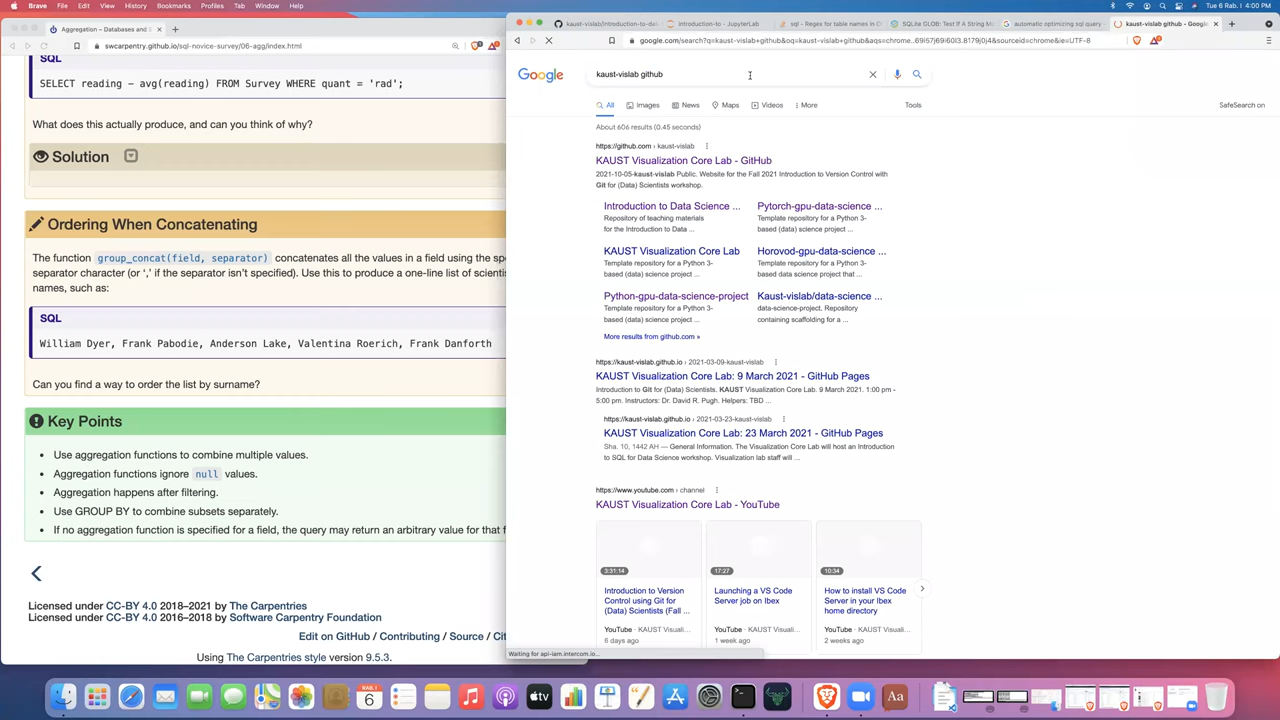 Brave File Edit View History Bookmarks Profiles Tab Window Help
Tue 6 Rab. I 4:00 PM
Aggregation – Databases and S
swcarpentry.github.io/sql-novice-survey/06-agg/index.html
SQL
SELECT reading - avg(reading) FROM Survey WHERE quant = 'rad';
What does this actually produce, and can you think of why?
Solution
Ordering When Concatenating
The function group_concat(field, separator) concatenates all the values in a field using the spe
separator character (or ',' if the separator isn't specified). Use this to produce a one-line list of scientis
names, such as:
SQL
William Dyer, Frank Pabodie, Anderson Lake, Valentina Roerich, Frank Danforth
Can you find a way to order the list by surname?
Key Points
Use aggregation functions to combine multiple values.
Aggregation functions ignore null values.
Aggregation happens after filtering.
Use GROUP BY to combine subsets separately.
If no aggregation function is specified for a field, the query may return an arbitrary value for that f
Licensed under CC-BY 4.0 2018–2021 by The Carpentries
Licensed under CC-BY 4.0 2016–2018 by Software Carpentry Foundation
Edit on GitHub / Contributing / Source / Cit
Using The Carpentries style version 9.5.3.
kaust-vislab/introduction-to-dat
introduction-to - JupyterLab
sql - Regex for table names in O
SQLite GLOB: Test If A String M
automatic optimizing sql query -
kaust-vislab github - Google
google.com/search?q=kaust-vislab+github&oq=kaust-vislab+github&aqs=chrome..69i57j69i60l3.8179j0j4&sourceid=chrome&ie=UTF-8
Google
kaust-vislab github
All Images News Maps Videos More
Tools
SafeSearch on
About 606 results (0.45 seconds)
https://github.com › kaust-vislab
KAUST Visualization Core Lab - GitHub
2021-10-05-kaust-vislab Public. Website for the Fall 2021 Introduction to Version Control with
Git for (Data) Scientists workshop.
Introduction to Data Science ...
Repository of teaching materials
for the Introduction to Data ...
Pytorch-gpu-data-science ...
Template repository for a Python 3-
based (data) science project ...
KAUST Visualization Core Lab
Template repository for a Python 3-
based (data) science project ...
Horovod-gpu-data-science ...
Template repository for a Python 3-
based data science project that ...
Python-gpu-data-science-project
Template repository for a Python 3-
based (data) science project ...
Kaust-vislab/data-science ...
data-science-project. Repository
containing scaffolding for a ...
More results from github.com »
https://kaust-vislab.github.io › 2021-03-09-kaust-vislab
KAUST Visualization Core Lab: 9 March 2021 - GitHub Pages
Introduction to Git for (Data) Scientists. KAUST Visualization Core Lab. 9 March 2021. 1:00 pm -
5:00 pm. Instructors: Dr. David R. Pugh. Helpers: TBD ...
https://kaust-vislab.github.io › 2021-03-23-kaust-vislab
KAUST Visualization Core Lab: 23 March 2021 - GitHub Pages
Sha. 10, 1442 AH — General Information. The Visualization Core Lab will host an Introduction
to SQL for Data Science workshop. Visualization lab staff will ...
https://www.youtube.com › channel
KAUST Visualization Core Lab - YouTube
3:31:14
17:27
10:34
Introduction to Version
Control using Git for
(Data) Scientists (Fall ...
YouTube · KAUST Visuali...
6 days ago
Launching a VS Code
Server job on Ibex
YouTube · KAUST Visuali...
1 week ago
How to install VS Code
Server in your Ibex
home directory
YouTube · KAUST Visuali...
2 weeks ago
Waiting for api-iam.intercom.io...
RAB. I
6
tv
Aa